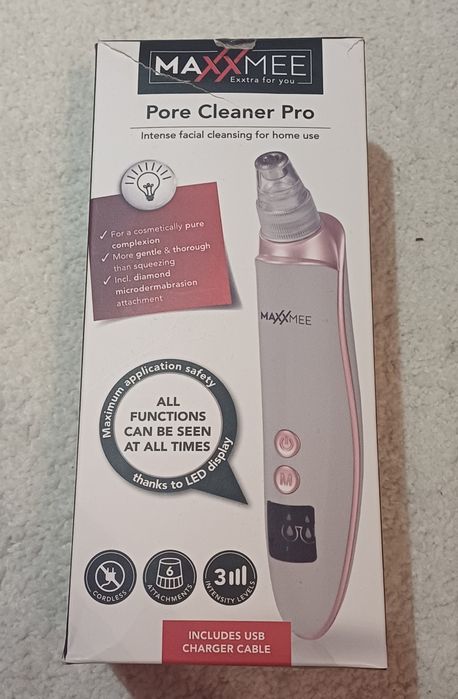 MAXXMEE
Exxtra for you
Pore Cleaner Pro
Intense facial cleansing for home use
✓ For a cosmetically pure
complexion
✓ More gentle & thorough
than squeezing
✓ Incl. diamond
microdermabrasion
attachment
MAXXMEE
Maximum application safety
ALL
FUNCTIONS
CAN BE SEEN
AT ALL TIMES
thanks to LED display
M
CORDLESS
6
ATTACHMENTS
3
INTENSITY LEVELS
INCLUDES USB
CHARGER CABLE